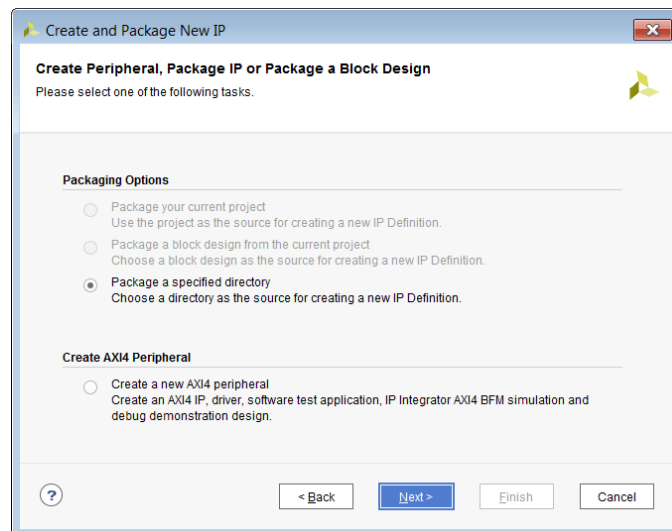 Create and Package New IP
Create Peripheral, Package IP or Package a Block Design
Please select one of the following tasks.
Packaging Options
Package your current project
Use the project as the source for creating a new IP Definition.
Package a block design from the current project
Choose a block design as the source for creating a new IP Definition.
Package a specified directory
Choose a directory as the source for creating a new IP Definition.
Create AXI4 Peripheral
Create a new AXI4 peripheral
Create an AXI4 IP, driver, software test application, IP Integrator AXI4 BFM simulation and
debug demonstration design.
? < Back Next > Finish Cancel